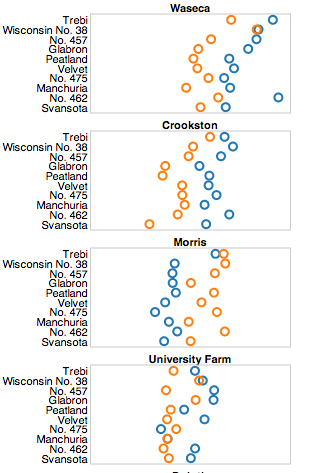 Waseca
Trebi
Wisconsin No. 38
No. 457
Glabron
Peatland
Velvet
No. 475
Manchuria
No. 462
Svansota
Crookston
Trebi
Wisconsin No. 38
No. 457
Glabron
Peatland
Velvet
No. 475
Manchuria
No. 462
Svansota
Morris
Trebi
Wisconsin No. 38
No. 457
Glabron
Peatland
Velvet
No. 475
Manchuria
No. 462
Svansota
University Farm
Trebi
Wisconsin No. 38
No. 457
Glabron
Peatland
Velvet
No. 475
Manchuria
No. 462
Svansota